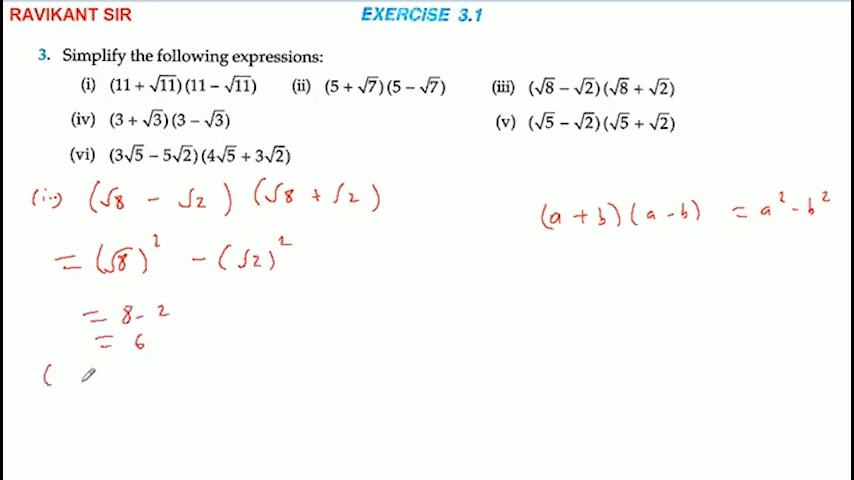 RAVIKANT SIR EXERCISE 3.1
3. Simplify the following expressions:
(i) (11 + √11)(11 − √11) (ii) (5 + √7)(5 − √7) (iii) (√8 − √2)(√8 + √2)
(iv) (3 + √3)(3 − √3) (v) (√5 − √2)(√5 + √2)
(vi) (3√5 − 5√2)(4√5 + 3√2)
(√8 − √2) (√8 + √2)
(a + b)(a − b) = a² − b²
= (√8)² − (√2)²
= 8 − 2
= 6
(